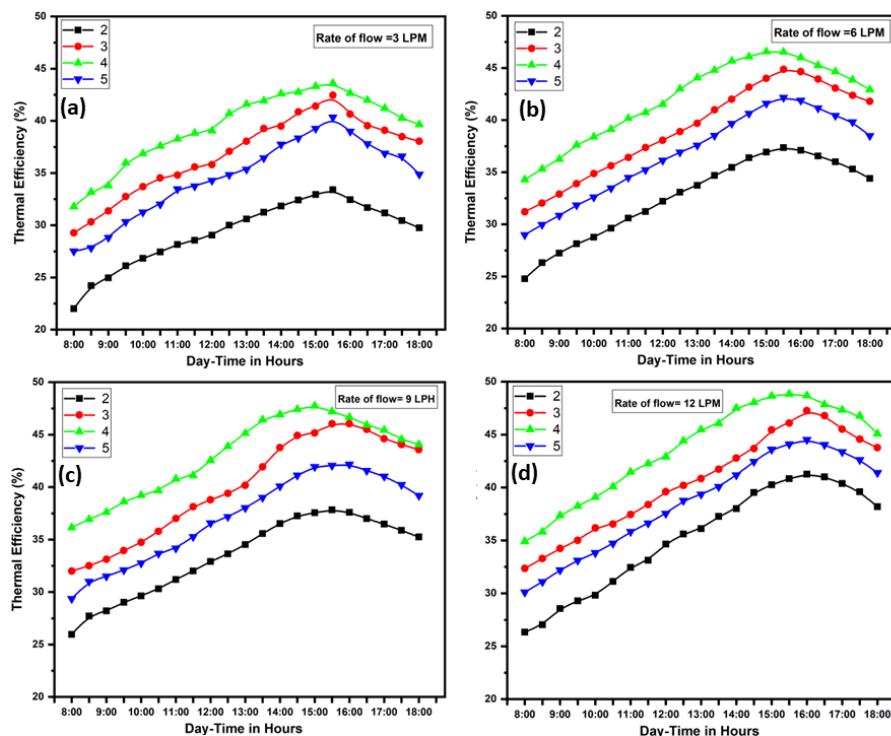 (a)
Rate of flow =3 LPM
2
3
4
5
Thermal Efficiency (%)
50
45
40
35
30
25
20
8:00 9:00 10:00 11:00 12:00 13:00 14:00 15:00 16:00 17:00 18:00
Day-Time in Hours
(b)
Rate of flow =6 LPM
2
3
4
5
Thermal Efficiency (%)
50
45
40
35
30
25
20
8:00 9:00 10:00 11:00 12:00 13:00 14:00 15:00 16:00 17:00 18:00
Day-Time in Hours
(c)
Rate of flow= 9 LPH
2
3
4
5
Thermal Efficiency (%)
50
45
40
35
30
25
20
8:00 9:00 10:00 11:00 12:00 13:00 14:00 15:00 16:00 17:00 18:00
Day-Time in Hours
(d)
Rate of flow= 12 LPM
2
3
4
5
Thermal Efficiency (%)
50
45
40
35
30
25
20
8:00 9:00 10:00 11:00 12:00 13:00 14:00 15:00 16:00 17:00 18:00
Day-Time in Hours